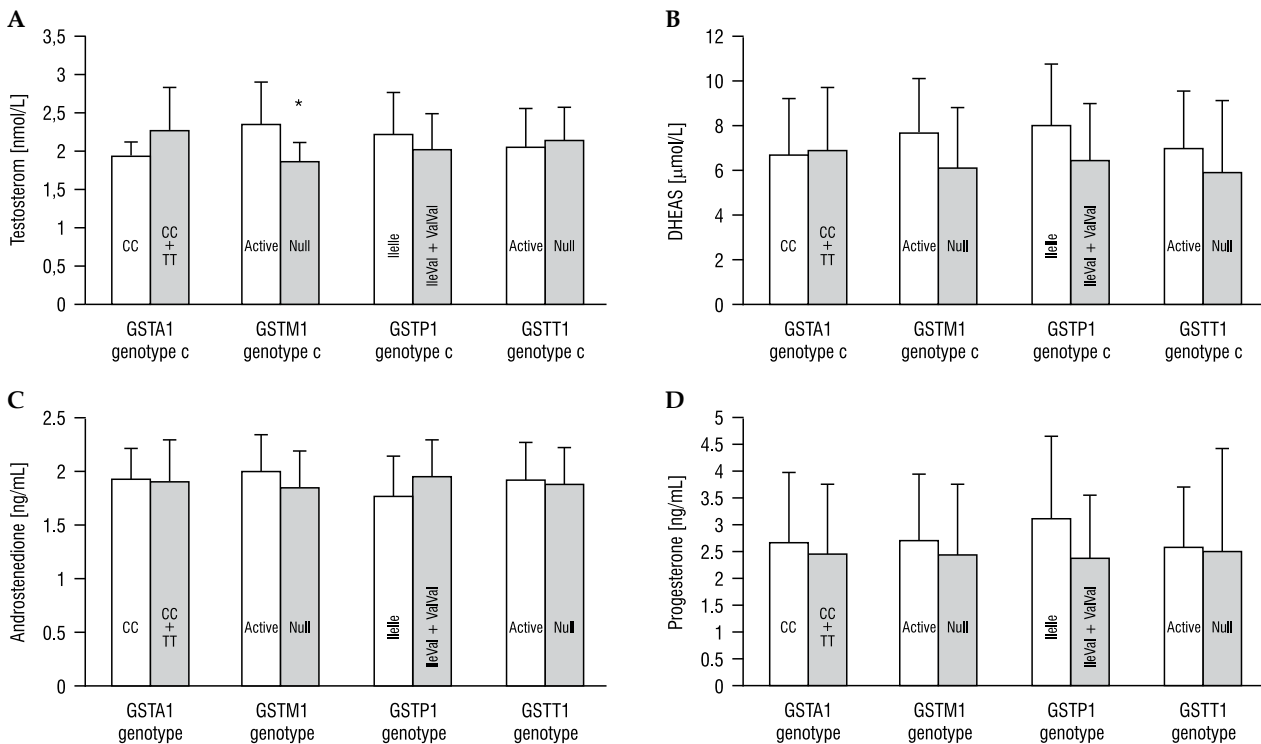 A
Testosterom [nmol/L]
3,5
3
2,5
2
1,5
1
0,5
0
*
CC
CC
+
TT
Active
Null
IleIle
IleVal + ValVal
Active
Null
GSTA1
genotype c
GSTM1
genotype c
GSTP1
genotype c
GSTT1
genotype c
B
DHEAS [μmol/L]
12
10
8
6
4
2
0
CC
CC
+
TT
Active
Null
IleIle
IleVal + ValVal
Active
Null
GSTA1
genotype c
GSTM1
genotype c
GSTP1
genotype c
GSTT1
genotype c
C
Androstenedione [ng/mL]
2.5
2
1.5
1
0.5
0
CC
CC
+
TT
Active
Null
IleIle
IleVal + ValVal
Active
Null
GSTA1
genotype
GSTM1
genotype
GSTP1
genotype
GSTT1
genotype
D
Progesterone [ng/mL]
5
4.5
4
3.5
3
2.5
2
1.5
1
0.5
0
CC
CC
+
TT
Active
Null
IleIle
IleVal + ValVal
Active
Null
GSTA1
genotype
GSTM1
genotype
GSTP1
genotype
GSTT1
genotype